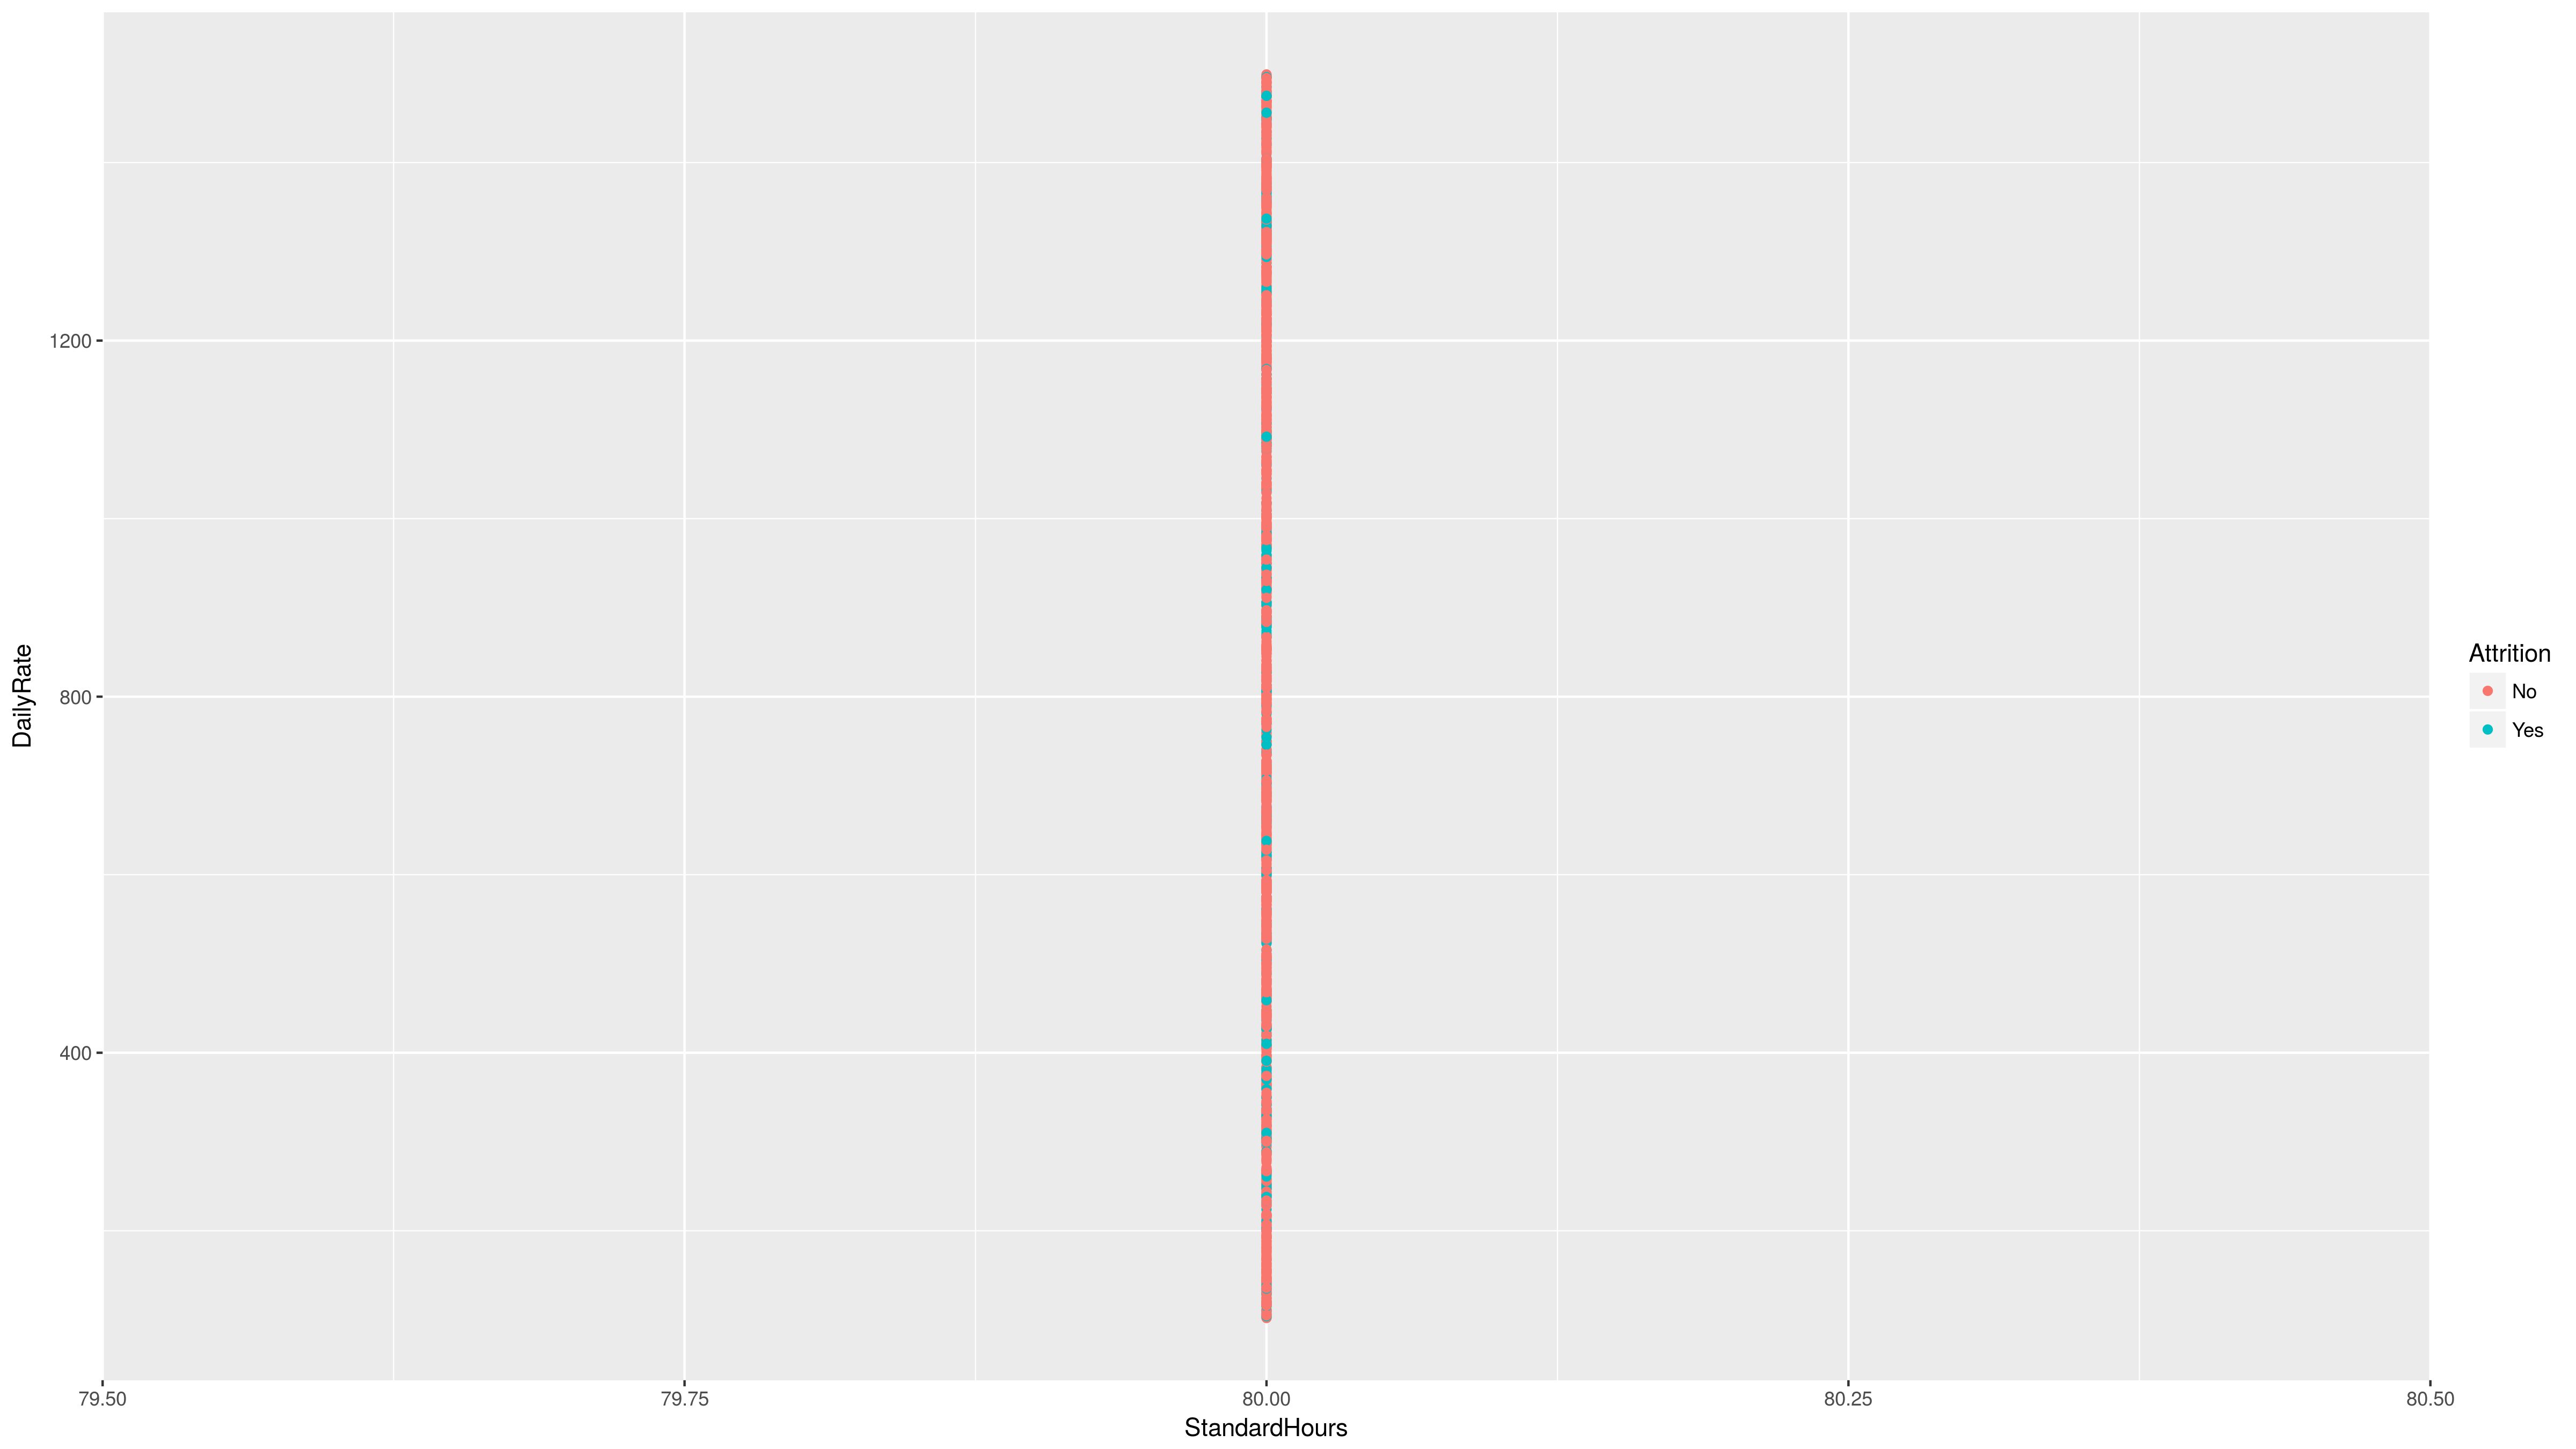 1200
800
400
DailyRate
79.50 79.75 80.00 80.25 80.50
StandardHours
Attrition
No
Yes